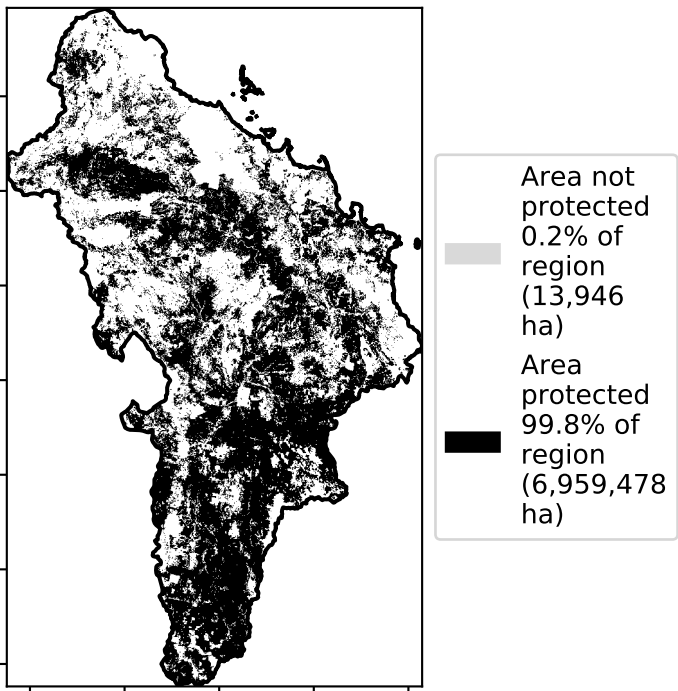 Area not
protected
0.2% of
region
(13,946
ha)
Area
protected
99.8% of
region
(6,959,478
ha)